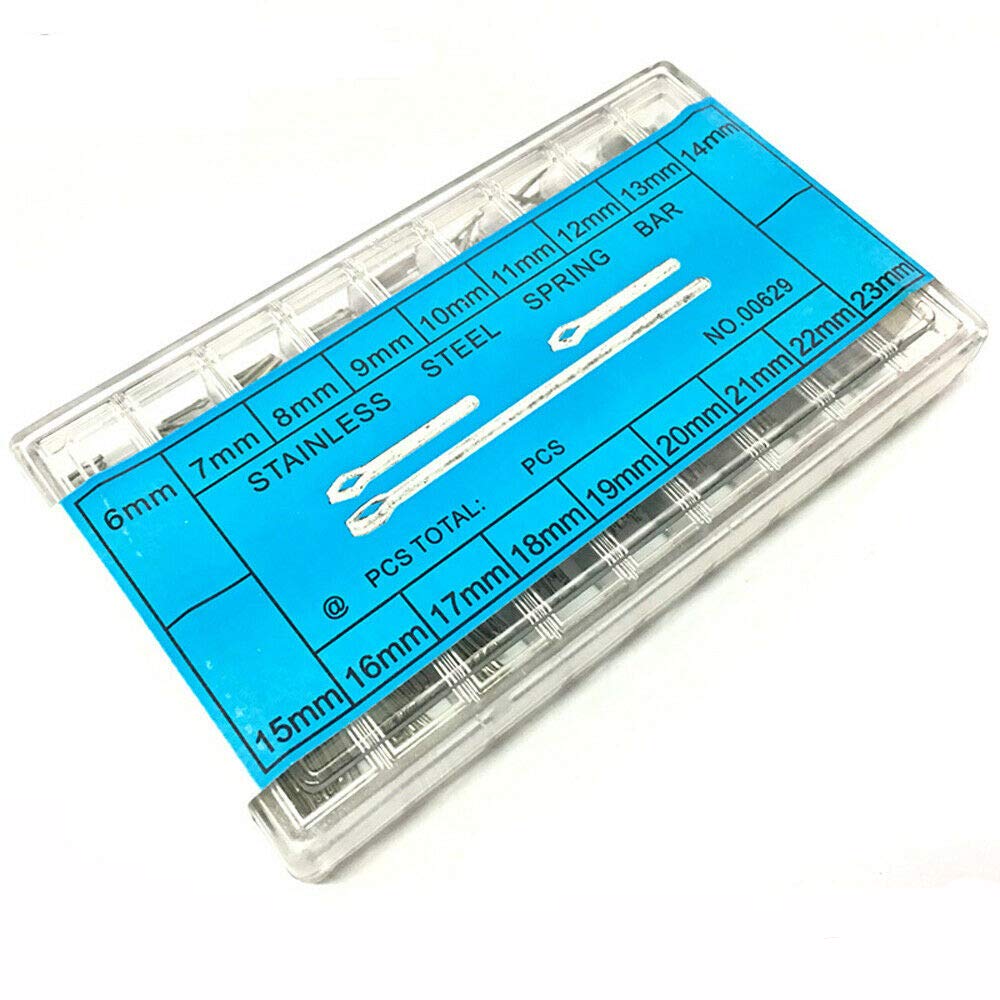 6mm 7mm 8mm 9mm 10mm 11mm 12mm 13mm 14mm
STAINLESS STEEL SPRING BAR
NO.00629
@ PCS TOTAL: PCS
15mm 16mm 17mm 18mm 19mm 20mm 21mm 22mm 23mm